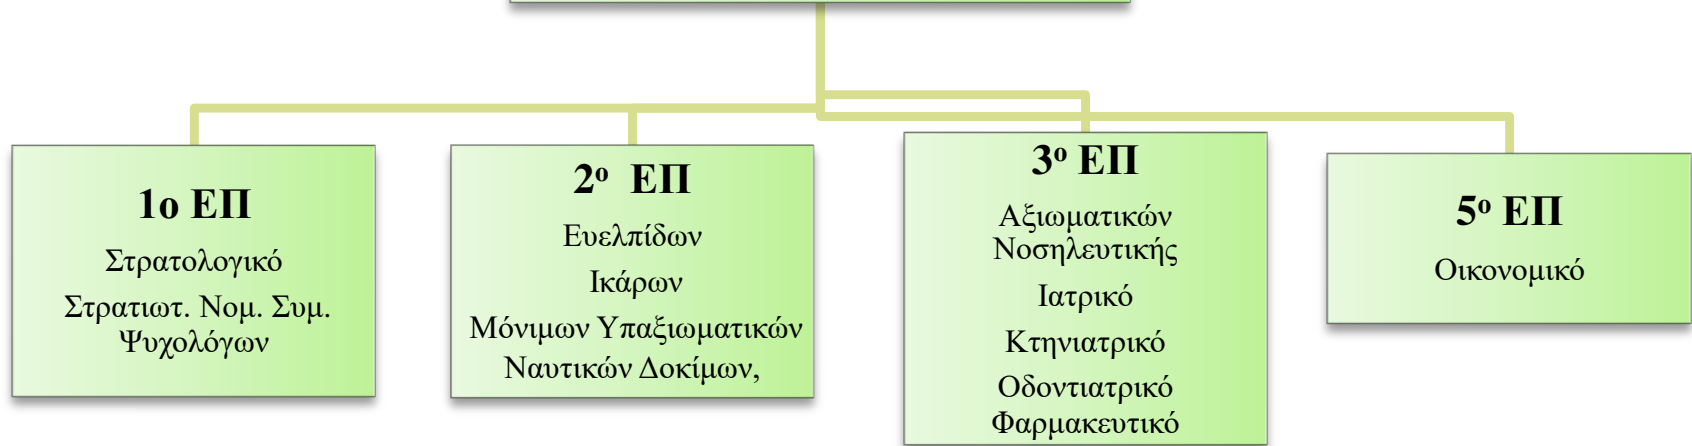 1ο ΕΠ
Στρατολογικό
Στρατιωτ. Νομ. Συμ.
Ψυχολόγων
2ο ΕΠ
Ευελπίδων
Ικάρων
Μόνιμων Υπαξιωματικών
Ναυτικών Δοκίμων,
3ο ΕΠ
Αξιωματικών
Νοσηλευτικής
Ιατρικό
Κτηνιατρικό
Οδοντιατρικό
Φαρμακευτικό
5ο ΕΠ
Οικονομικό